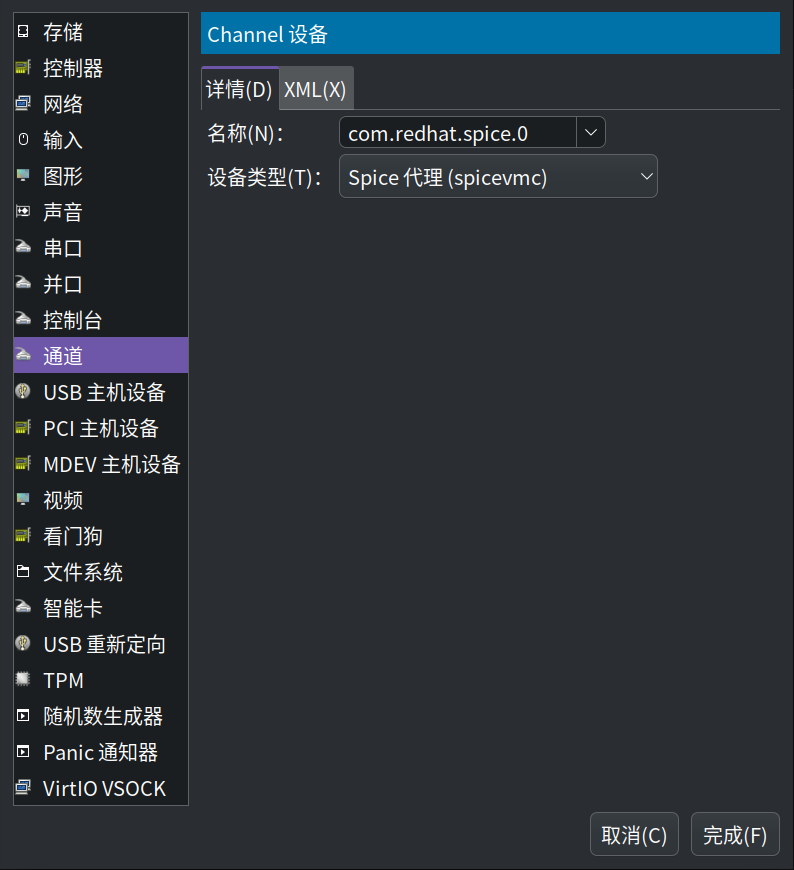 存储
控制器
网络
输入
图形
声音
串口
并口
控制台
通道
USB 主机设备
PCI 主机设备
MDEV 主机设备
视频
看门狗
文件系统
智能卡
USB 重新定向
TPM
随机数生成器
Panic 通知器
VirtIO VSOCK
Channel 设备
详情(D) XML(X)
名称(N)： com.redhat.spice.0
设备类型(T)： Spice 代理 (spicevmc)
取消(C) 完成(F)